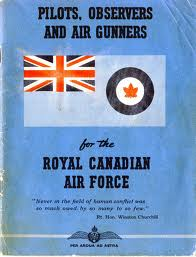 PILOTS, OBSERVERS
AND AIR GUNNERS
for the
ROYAL CANADIAN
AIR FORCE
"Never in the field of human conflict was
so much owed by so many to so few."
Rt. Hon. Winston Churchill
PER ARDUA AD ASTRA